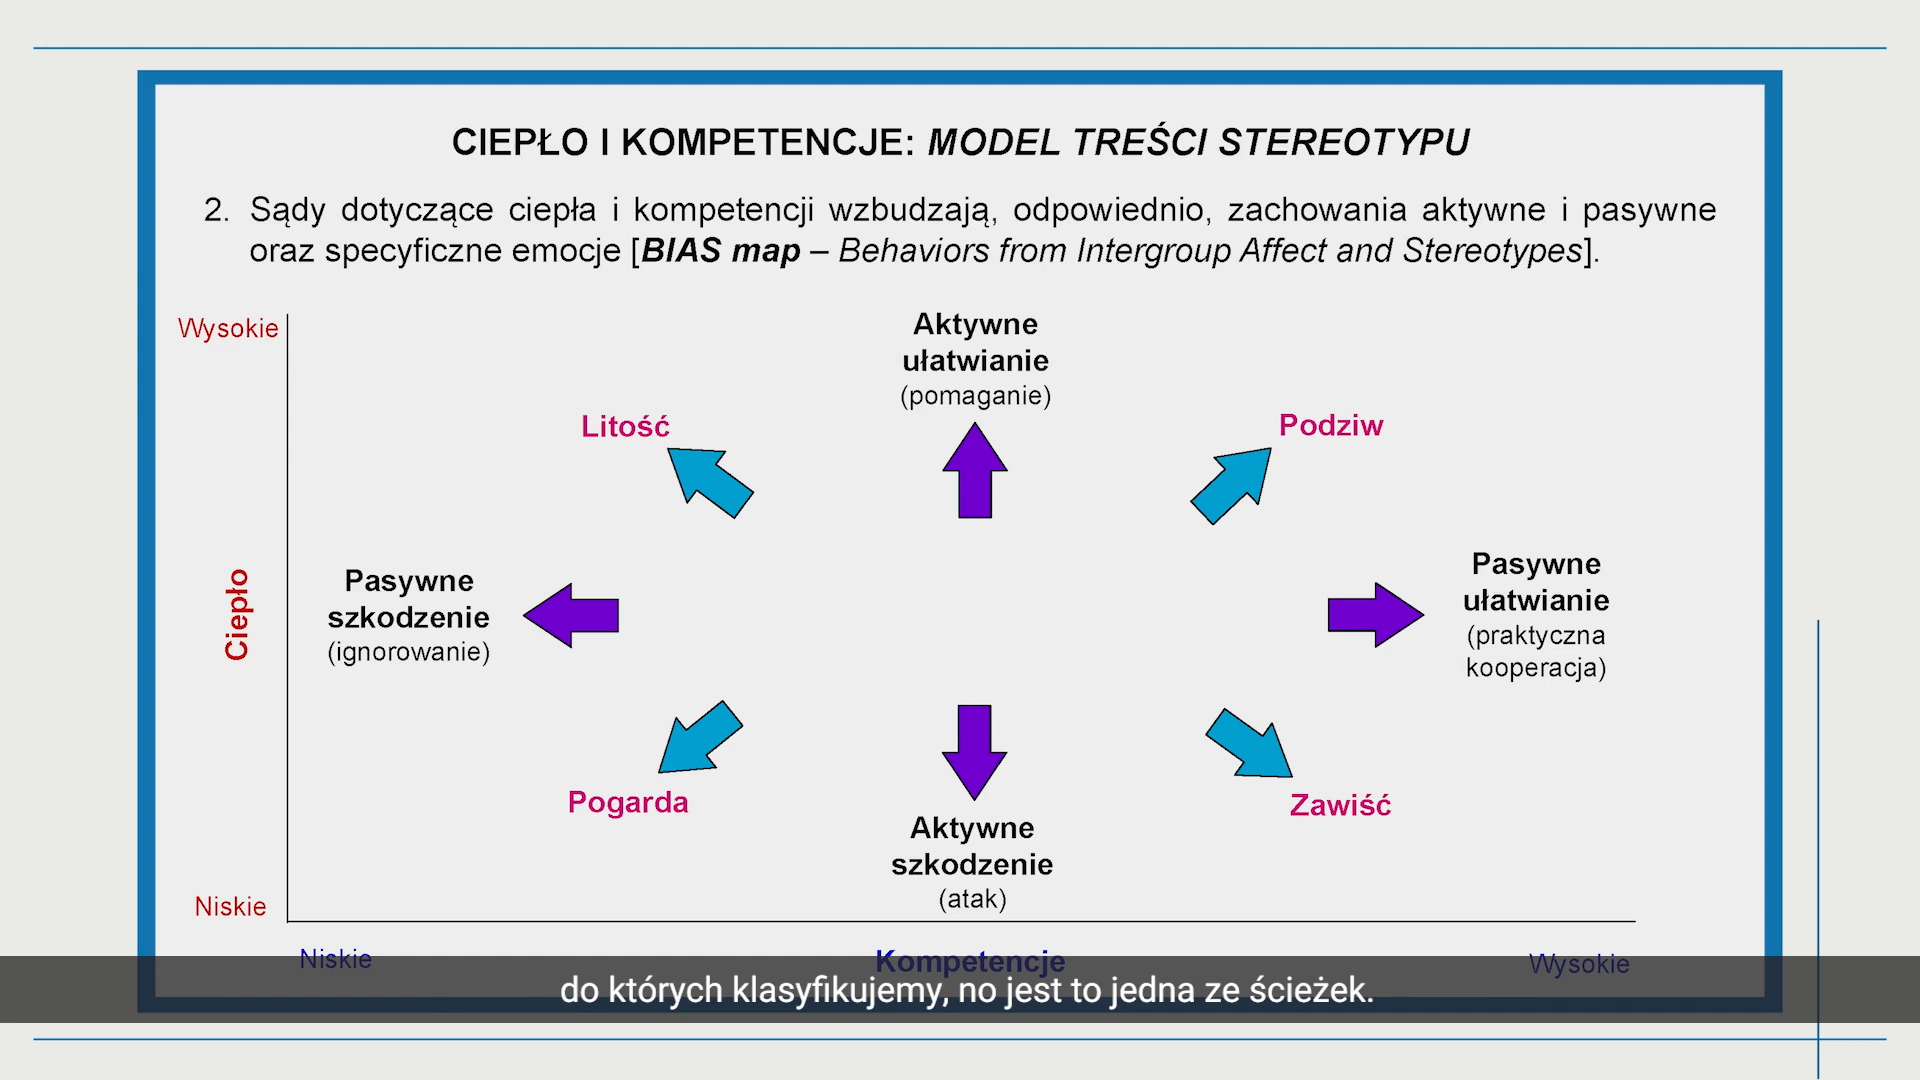 CIEPŁO I KOMPETENCJE: MODEL TREŚCI STEREOTYPU
2. Sądy dotyczące ciepła i kompetencji wzbudzają, odpowiednio, zachowania aktywne i pasywne
oraz specyficzne emocje [BIAS map – Behaviors from Intergroup Affect and Stereotypes].
Wysokie
Aktywne
ułatwianie
(pomaganie)
Litość
Podziw
Ciepło
Pasywne
szkodzenie
(ignorowanie)
Pasywne
ułatwianie
(praktyczna
kooperacja)
Pogarda
Zawiść
Aktywne
szkodzenie
(atak)
Niskie
Niskie
Kompetencje
Wysokie
do których klasyfikujemy, no jest to jedna ze ścieżek.